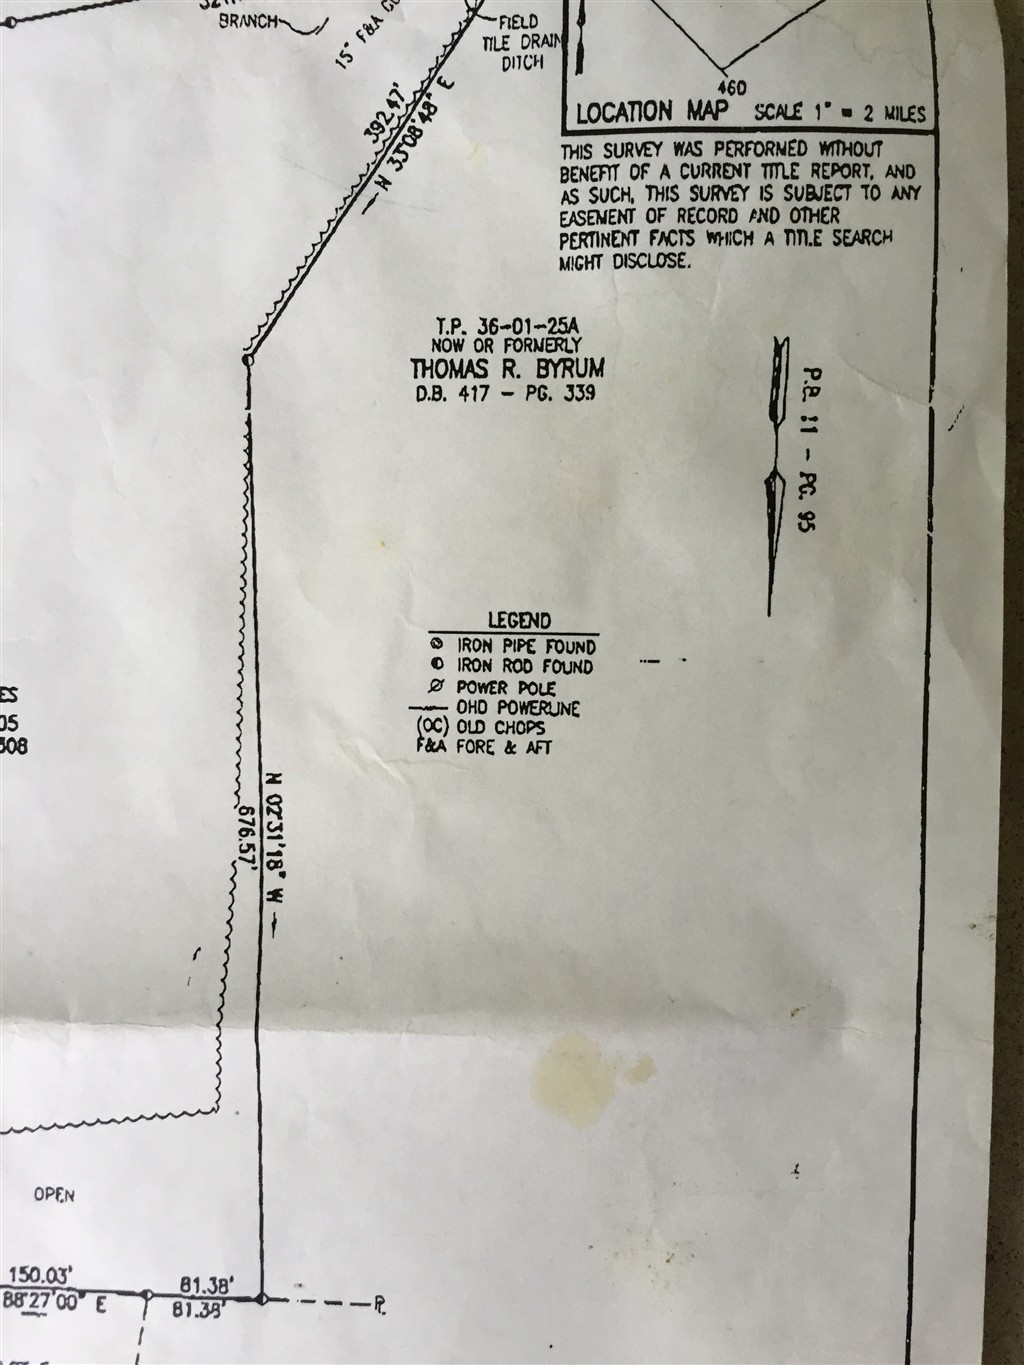 BRANCH
15" F&A
FIELD
TILE DRAIN
DITCH
392.47'
N 33°08'48" E
460
LOCATION MAP SCALE 1" = 2 MILES
THIS SURVEY WAS PERFORMED WITHOUT
BENEFIT OF A CURRENT TITLE REPORT, AND
AS SUCH, THIS SURVEY IS SUBJECT TO ANY
EASEMENT OF RECORD AND OTHER
PERTINENT FACTS WHICH A TITLE SEARCH
MIGHT DISCLOSE.
T.P. 36-01-25A
NOW OR FORMERLY
THOMAS R. BYRUM
D.B. 417 - PG. 339
P.B. 11 - PG. 95
LEGEND
IRON PIPE FOUND
IRON ROD FOUND
POWER POLE
OHD POWERLINE
(OC) OLD CHOPS
F&A FORE & AFT
ES
05
308
N 02°31'18" W
676.57'
OPEN
150.03'
88°27'00" E
81.38'
81.38'